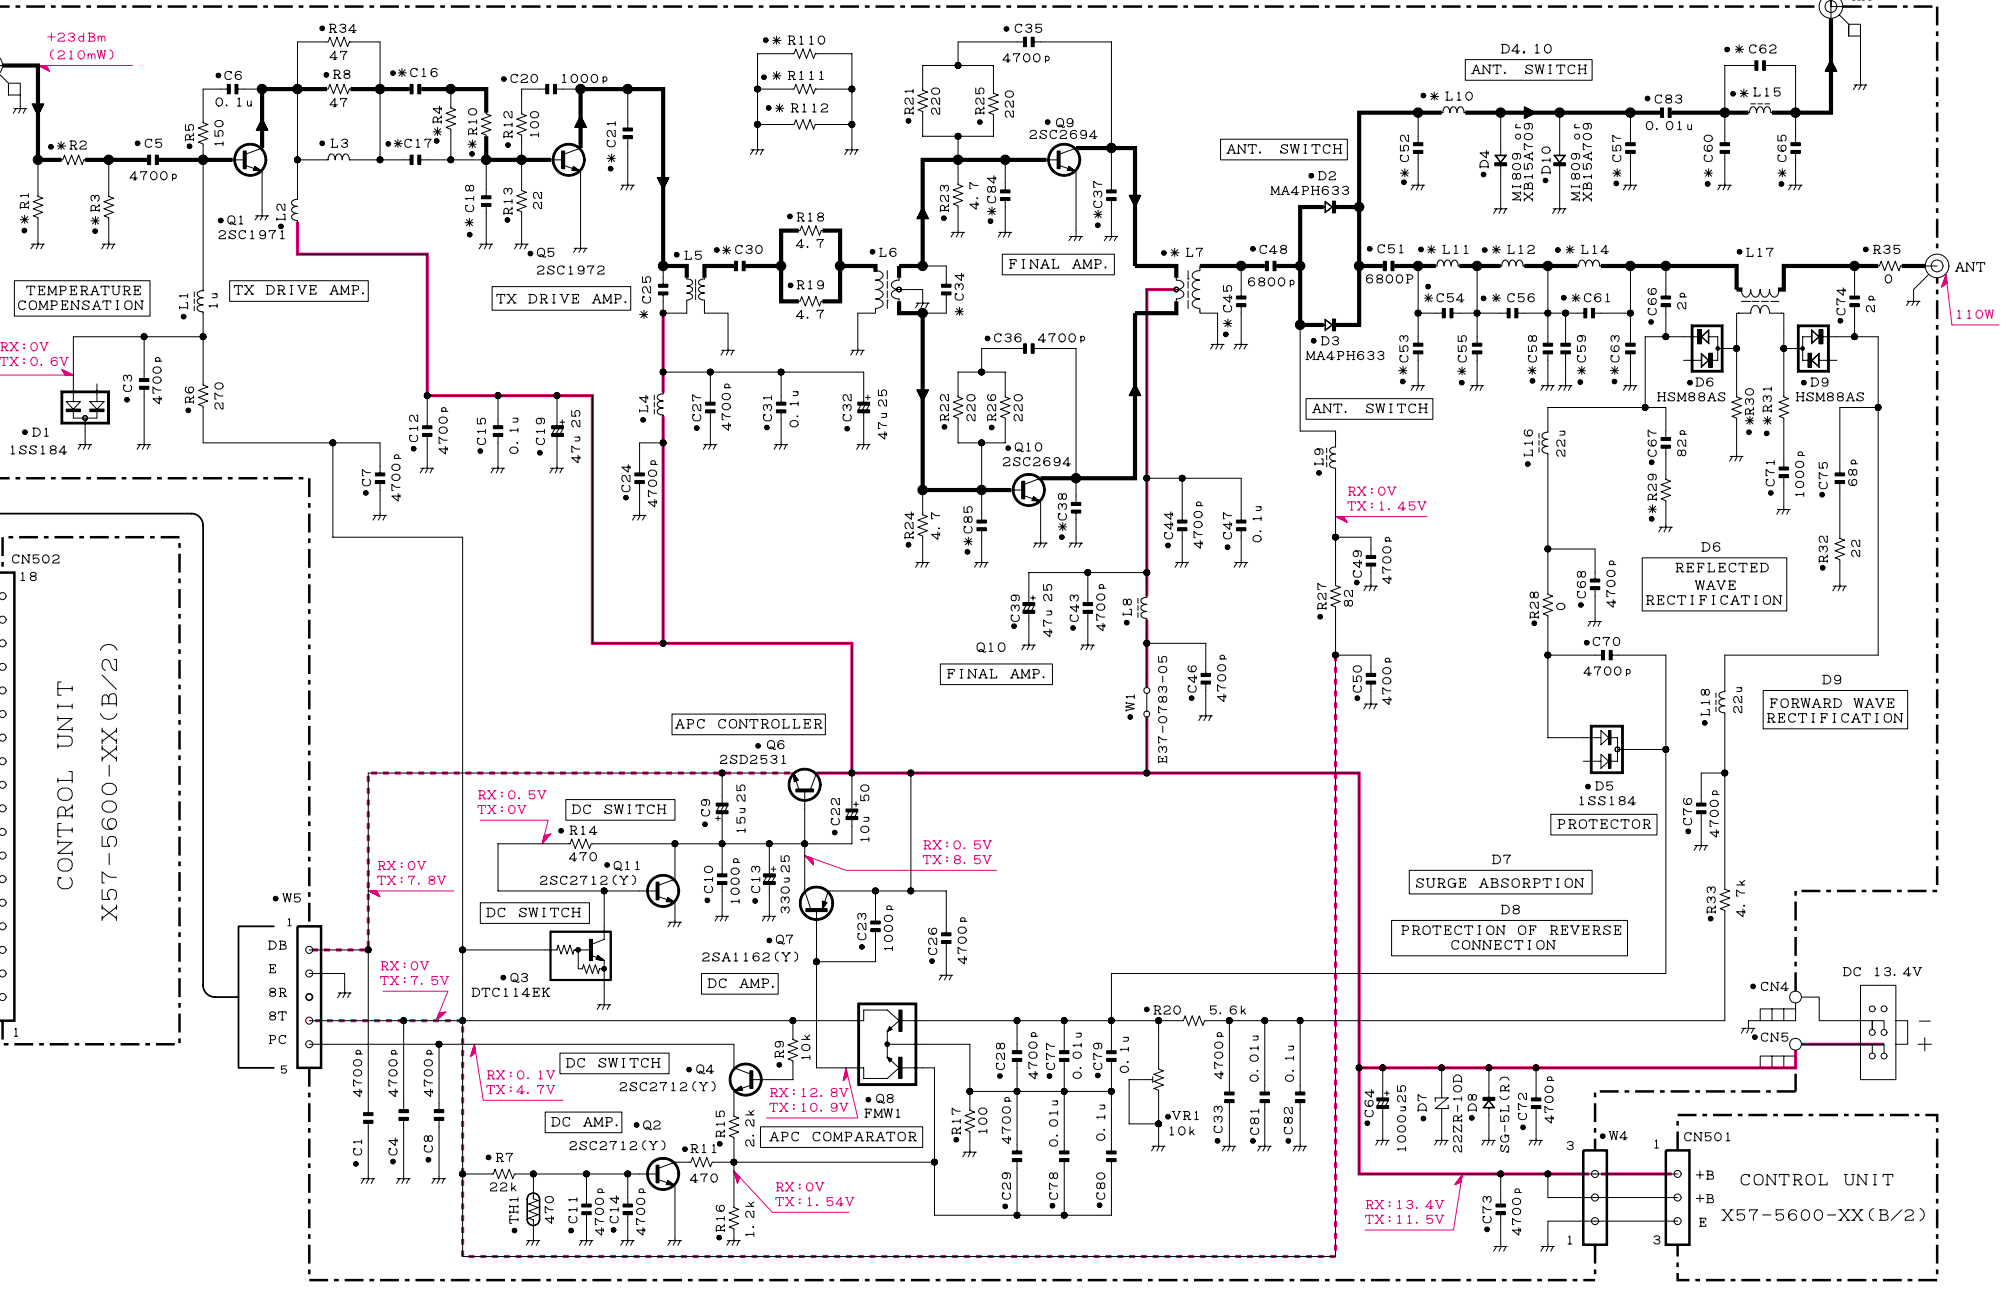 +23dBm
(210mW)
R34
47
R8
47
C6
0.1u
*C16
C20
1000p
*R110
*R111
*R112
C35
4700p
D4.10
ANT. SWITCH
*C62
*L15
*L10
C83
0.01u
R5
150
L3
*C17
*R4
*R10
R12
100
*C21
R21
220
R25
220
Q9
2SC2694
ANT. SWITCH
*C52
D4
MI809 or
XB15A709
D10
MI809 or
XB15A709
*C57
*C60
*C65
*R2
C5
4700p
*R1
*R3
Q1
2SC1971
L2
*C18
R13
22
Q5
2SC1972
R23
4.7
*C84
*C37
D2
MA4PH633
R18
4.7
R19
4.7
L5
*C30
L6
*C34
FINAL AMP.
*L7
C48
6800p
*C45
C51
6800P
*L11
*L12
*L14
L17
R35
0
ANT
110W
TEMPERATURE
COMPENSATION
L1
1u
TX DRIVE AMP.
TX DRIVE AMP.
*C25
*C54
*C56
*C61
C66
2p
C74
2p
RX:0V
TX:0.6V
C3
4700p
R6
270
D1
1SS184
C36
4700p
D3
MA4PH633
*C53
*C55
*C58
*C59
*C63
D6
HSM88AS
*R30
*R31
D9
HSM88AS
ANT. SWITCH
C12
4700p
C15
0.1u
C19
47u25
L4
C27
4700p
C31
0.1u
C32
47u25
R22
220
R26
220
Q10
2SC2694
C7
4700p
C24
4700p
R24
4.7
*C85
*C38
C44
4700p
C47
0.1u
L9
RX:0V
TX:1.45V
L16
22u
C67
82p
*R29
C71
1000p
C75
68p
R32
22
CN502
18
C39
47u25
C43
4700p
L8
R27
82
C49
4700p
R28
0
C68
4700p
D6
REFLECTED
WAVE
RECTIFICATION
CONTROL UNIT
X57-5600-XX(B/2)
Q10
FINAL AMP.
C46
4700p
W1
E37-0783-05
C50
4700p
C70
4700p
L18
22u
D9
FORWARD WAVE
RECTIFICATION
APC CONTROLLER
Q6
2SD2531
D5
1SS184
PROTECTOR
C76
4700p
RX:0.5V
TX:0V
DC SWITCH
R14
470
C9
15u25
C22
10u50
RX:0.5V
TX:8.5V
RX:0V
TX:7.8V
Q11
2SC2712(Y)
C10
1000p
C13
330u25
D7
SURGE ABSORPTION
D8
PROTECTION OF REVERSE
CONNECTION
R33
4.7k
W5
1
DB
E
8R
8T
PC
5
DC SWITCH
Q7
2SA1162(Y)
DC AMP.
C23
1000p
C26
4700p
RX:0V
TX:7.5V
Q3
DTC114EK
CN4
CN5
DC 13.4V
−
+
1
R9
10k
R20
5.6k
C28
4700p
C77
0.01u
C79
0.1u
C33
4700p
C81
0.01u
C82
0.1u
C1
4700p
C4
4700p
C8
4700p
RX:0.1V
TX:4.7V
DC SWITCH
Q4
2SC2712(Y)
RX:12.8V
TX:10.9V
Q8
FMW1
APC COMPARATOR
VR1
10k
C64
1000u25
D7
22ZR-10D
D8
SG-5L(R)
C72
4700p
DC AMP.
Q2
2SC2712(Y)
R15
2.2k
R17
100
C29
4700p
C78
0.01u
C80
0.1u
R7
22k
R11
470
TH1
470
C11
4700p
C14
4700p
R16
1.2k
RX:0V
TX:1.54V
RX:13.4V
TX:11.5V
C73
4700p
3
W4
1
1
CN501
3
+B
+B
E
CONTROL UNIT
X57-5600-XX(B/2)